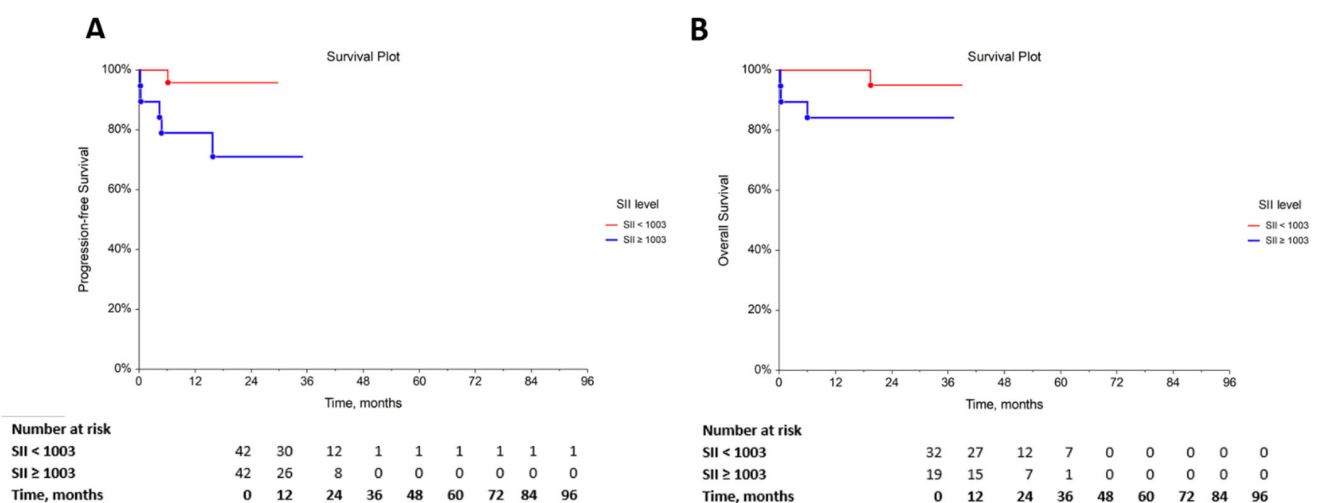 A
Survival Plot
100%
80%
60%
40%
20%
0%
Progression-free Survival
0 12 24 36 48 60 72 84 96
Time, months
SII level
SII < 1003
SII ≥ 1003
Number at risk
SII < 1003 42 30 12 1 1 1 1 1 1
SII ≥ 1003 42 26 8 0 0 0 0 0 0
Time, months 0 12 24 36 48 60 72 84 96
B
Survival Plot
100%
80%
60%
40%
20%
0%
Overall Survival
0 12 24 36 48 60 72 84 96
Time, months
SII level
SII < 1003
SII ≥ 1003
Number at risk
SII < 1003 32 27 12 7 0 0 0 0 0
SII ≥ 1003 19 15 7 1 0 0 0 0 0
Time, months 0 12 24 36 48 60 72 84 96